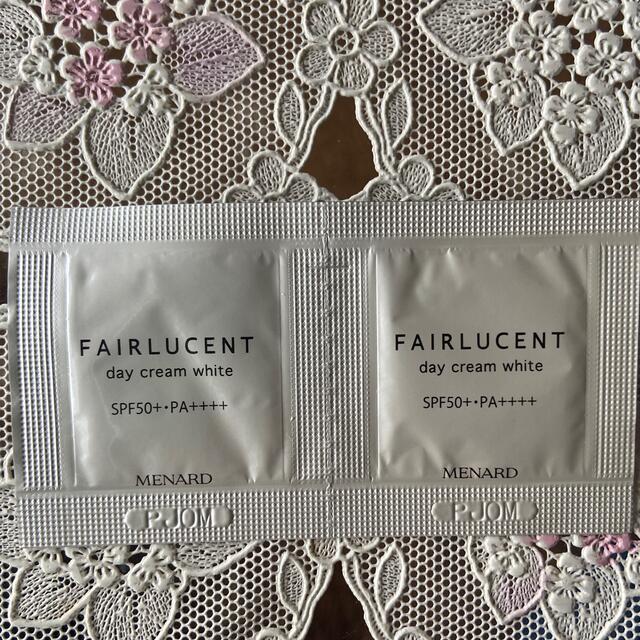 FAIRLUCENT
day cream white
SPF50+・PA++++
MENARD
P.JOM
FAIRLUCENT
day cream white
SPF50+・PA++++
MENARD
P.JOM